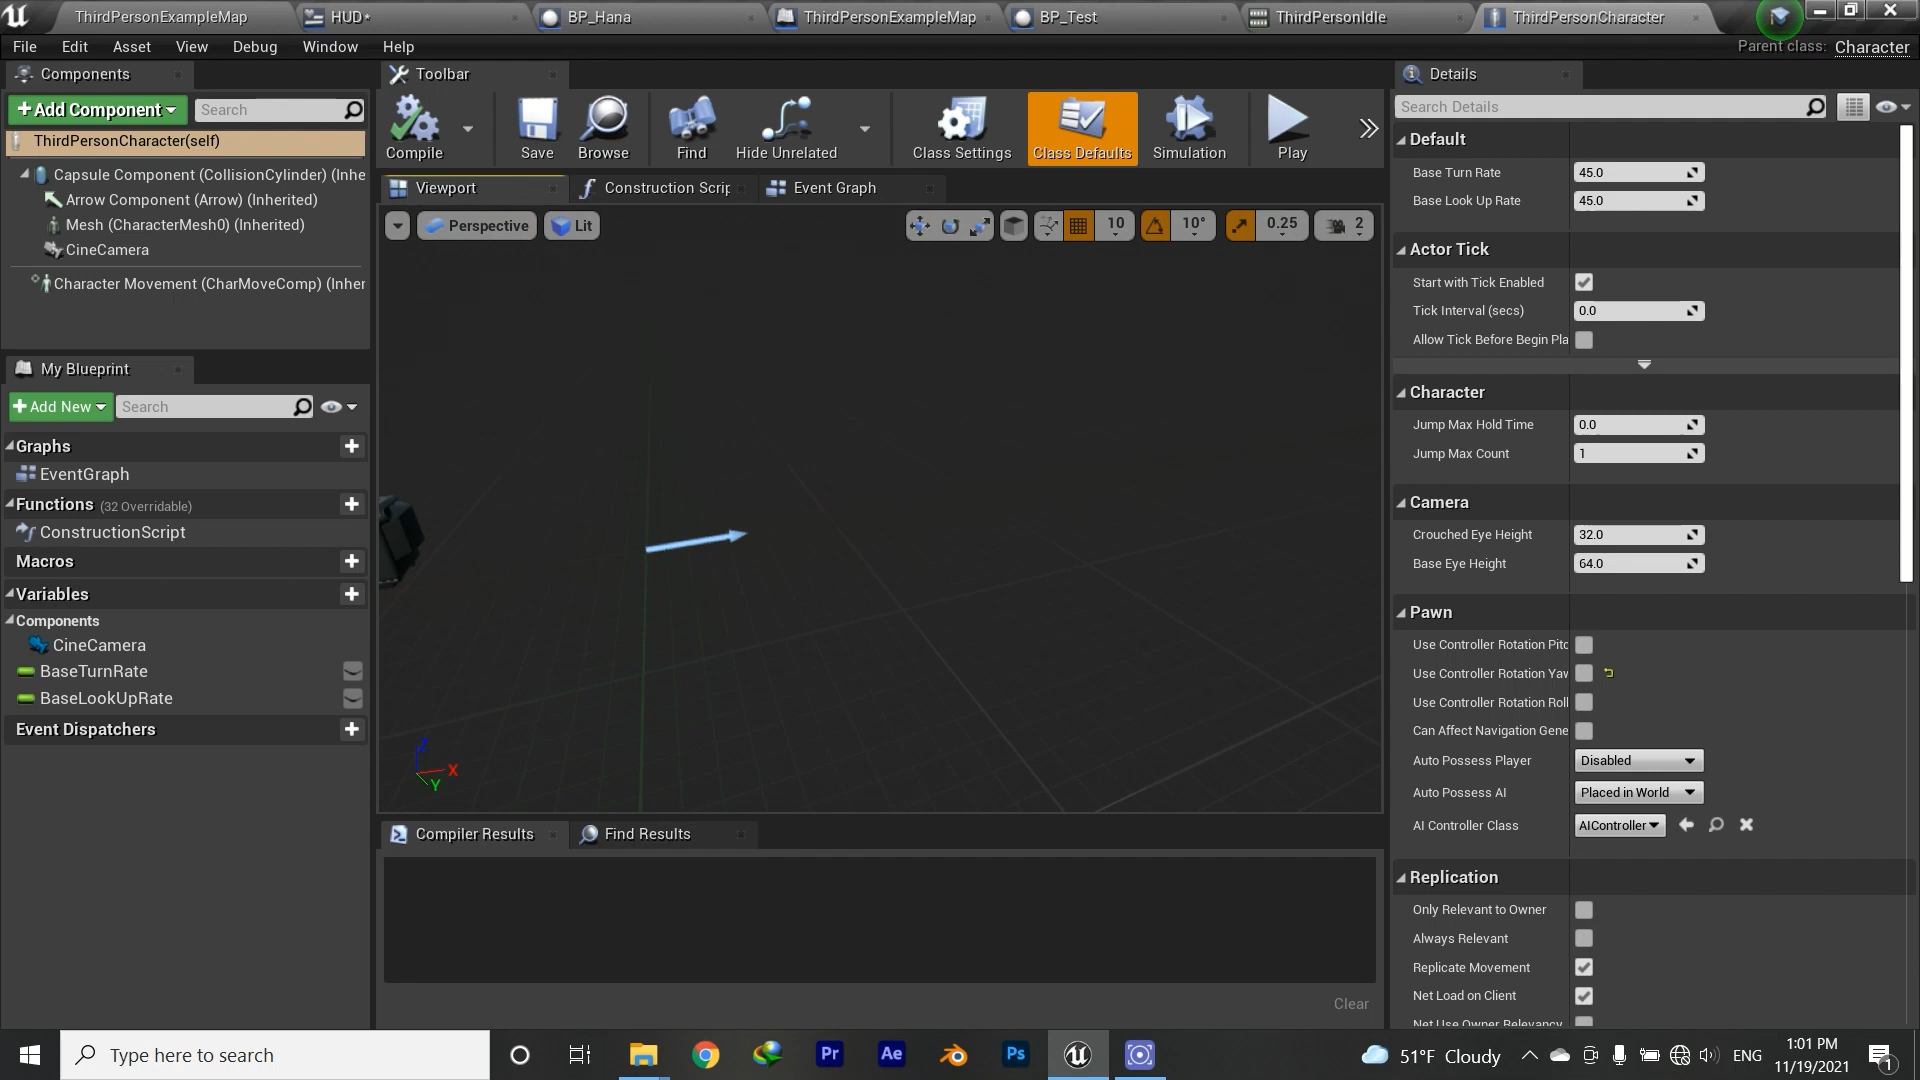 ThirdPersonExampleMap
HUD*
BP_Hana
ThirdPersonExampleMap
BP_Test
ThirdPersonIdle
ThirdPersonCharacter
File Edit Asset View Debug Window Help
Parent class: Character
Components
Add Component
Search
ThirdPersonCharacter(self)
Capsule Component (CollisionCylinder) (Inhe
Arrow Component (Arrow) (Inherited)
Mesh (CharacterMesh0) (Inherited)
CineCamera
Character Movement (CharMoveComp) (Inher
My Blueprint
Add New
Search
Graphs
EventGraph
Functions (32 Overridable)
ConstructionScript
Macros
Variables
Components
CineCamera
BaseTurnRate
BaseLookUpRate
Event Dispatchers
Toolbar
Compile
Save
Browse
Find
Hide Unrelated
Class Settings
Class Defaults
Simulation
Play
Viewport
Construction Scrip
Event Graph
Perspective
Lit
10
10°
0.25
2
Z
X
Y
Compiler Results
Find Results
Clear
Details
Search Details
Default
Base Turn Rate 45.0
Base Look Up Rate 45.0
Actor Tick
Start with Tick Enabled
Tick Interval (secs) 0.0
Allow Tick Before Begin Pla
Character
Jump Max Hold Time 0.0
Jump Max Count 1
Camera
Crouched Eye Height 32.0
Base Eye Height 64.0
Pawn
Use Controller Rotation Pitc
Use Controller Rotation Yaw
Use Controller Rotation Roll
Can Affect Navigation Gene
Auto Possess Player Disabled
Auto Possess AI Placed in World
AI Controller Class AIController
Replication
Only Relevant to Owner
Always Relevant
Replicate Movement
Net Load on Client
Net Use Owner Relevancy
Type here to search
Pr
Ae
Ps
51°F Cloudy
ENG
1:01 PM
11/19/2021
1